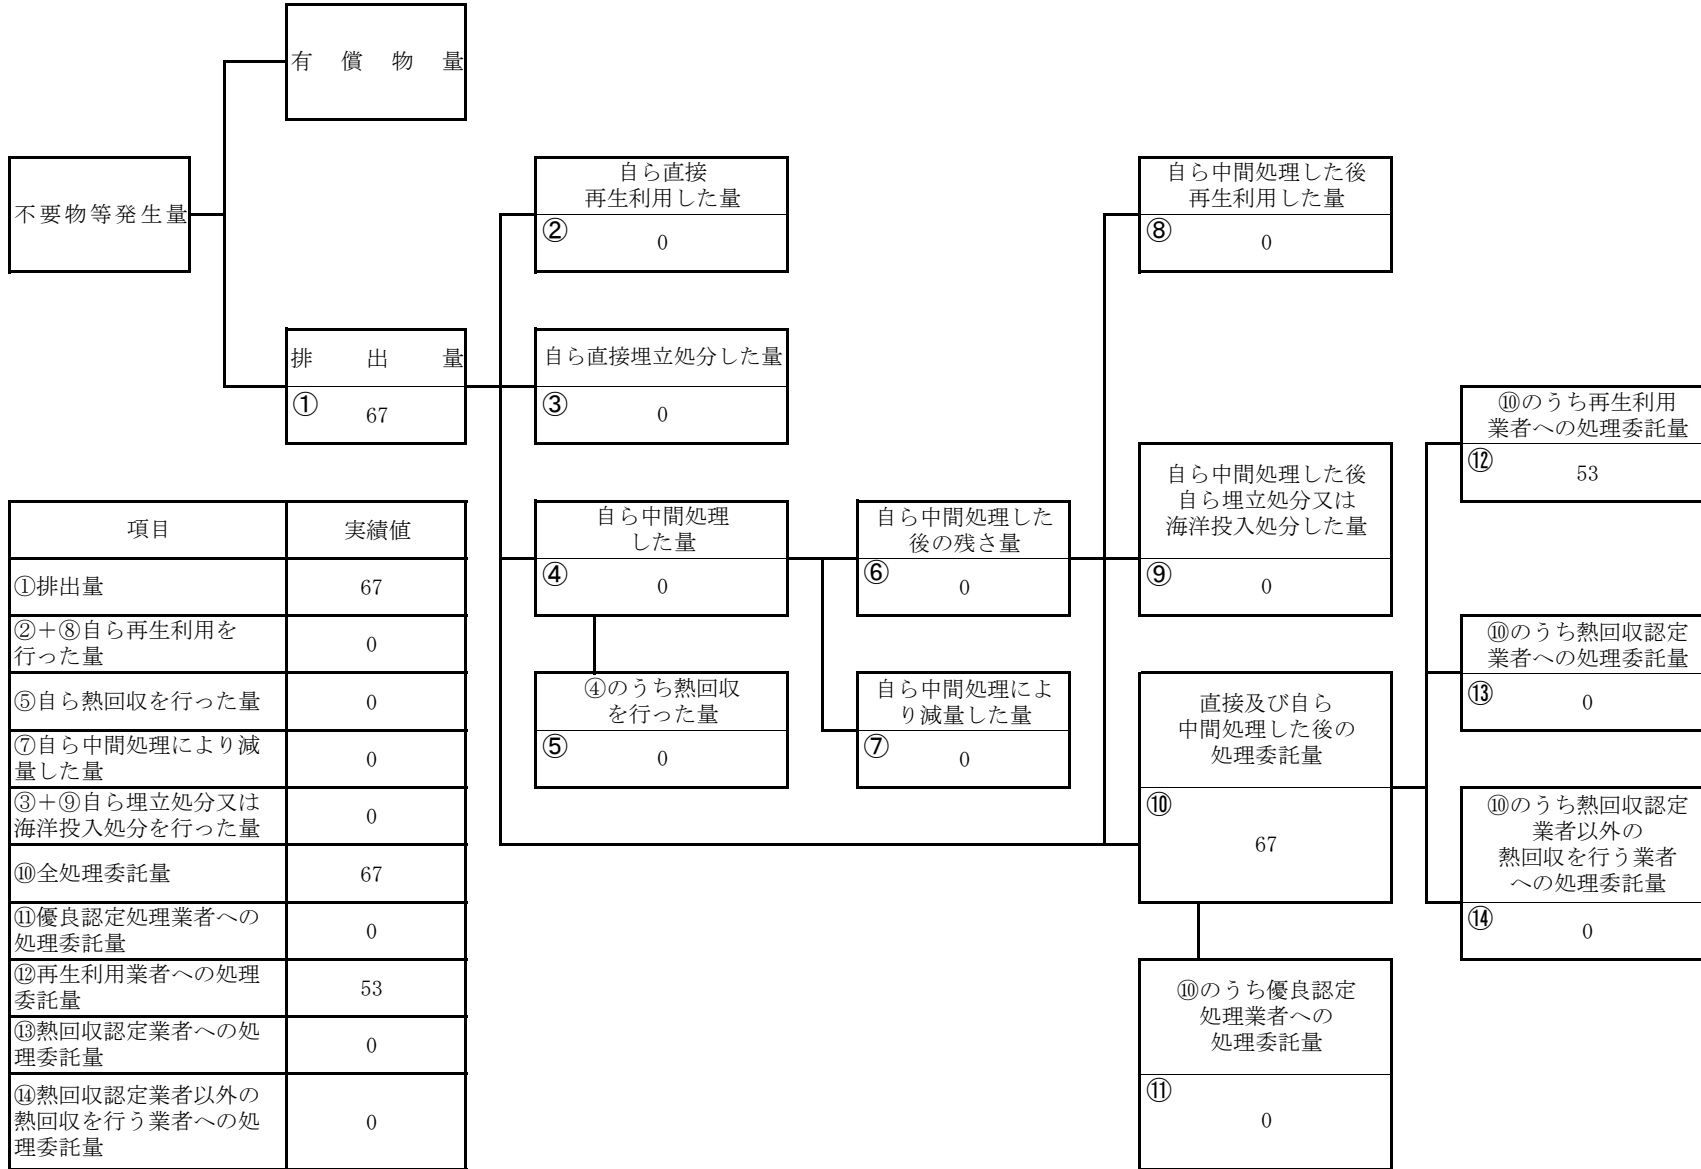 有償物量
不要物等発生量
排出量
①
67
自ら直接
再生利用した量
②
0
自ら直接埋立処分した量
③
0
自ら中間処理
した量
④
0
④のうち熱回収
を行った量
⑤
0
自ら中間処理した
後の残さ量
⑥
0
自ら中間処理によ
り減量した量
⑦
0
自ら中間処理した後
再生利用した量
⑧
0
自ら中間処理した後
自ら埋立処分又は
海洋投入処分した量
⑨
0
直接及び自ら
中間処理した後の
処理委託量
⑩
67
⑩のうち優良認定
処理業者への
処理委託量
⑪
0
⑩のうち再生利用
業者への処理委託量
⑫
53
⑩のうち熱回収認定
業者への処理委託量
⑬
0
⑩のうち熱回収認定
業者以外の
熱回収を行う業者
への処理委託量
⑭
0
項目 実績値
①排出量 67
②+⑧自ら再生利用を
行った量 0
⑤自ら熱回収を行った量 0
⑦自ら中間処理により減
量した量 0
③+⑨自ら埋立処分又は
海洋投入処分を行った量 0
⑩全処理委託量 67
⑪優良認定処理業者への
処理委託量 0
⑫再生利用業者への処理
委託量 53
⑬熱回収認定業者への処
理委託量 0
⑭熱回収認定業者以外の
熱回収を行う業者への処
理委託量 0